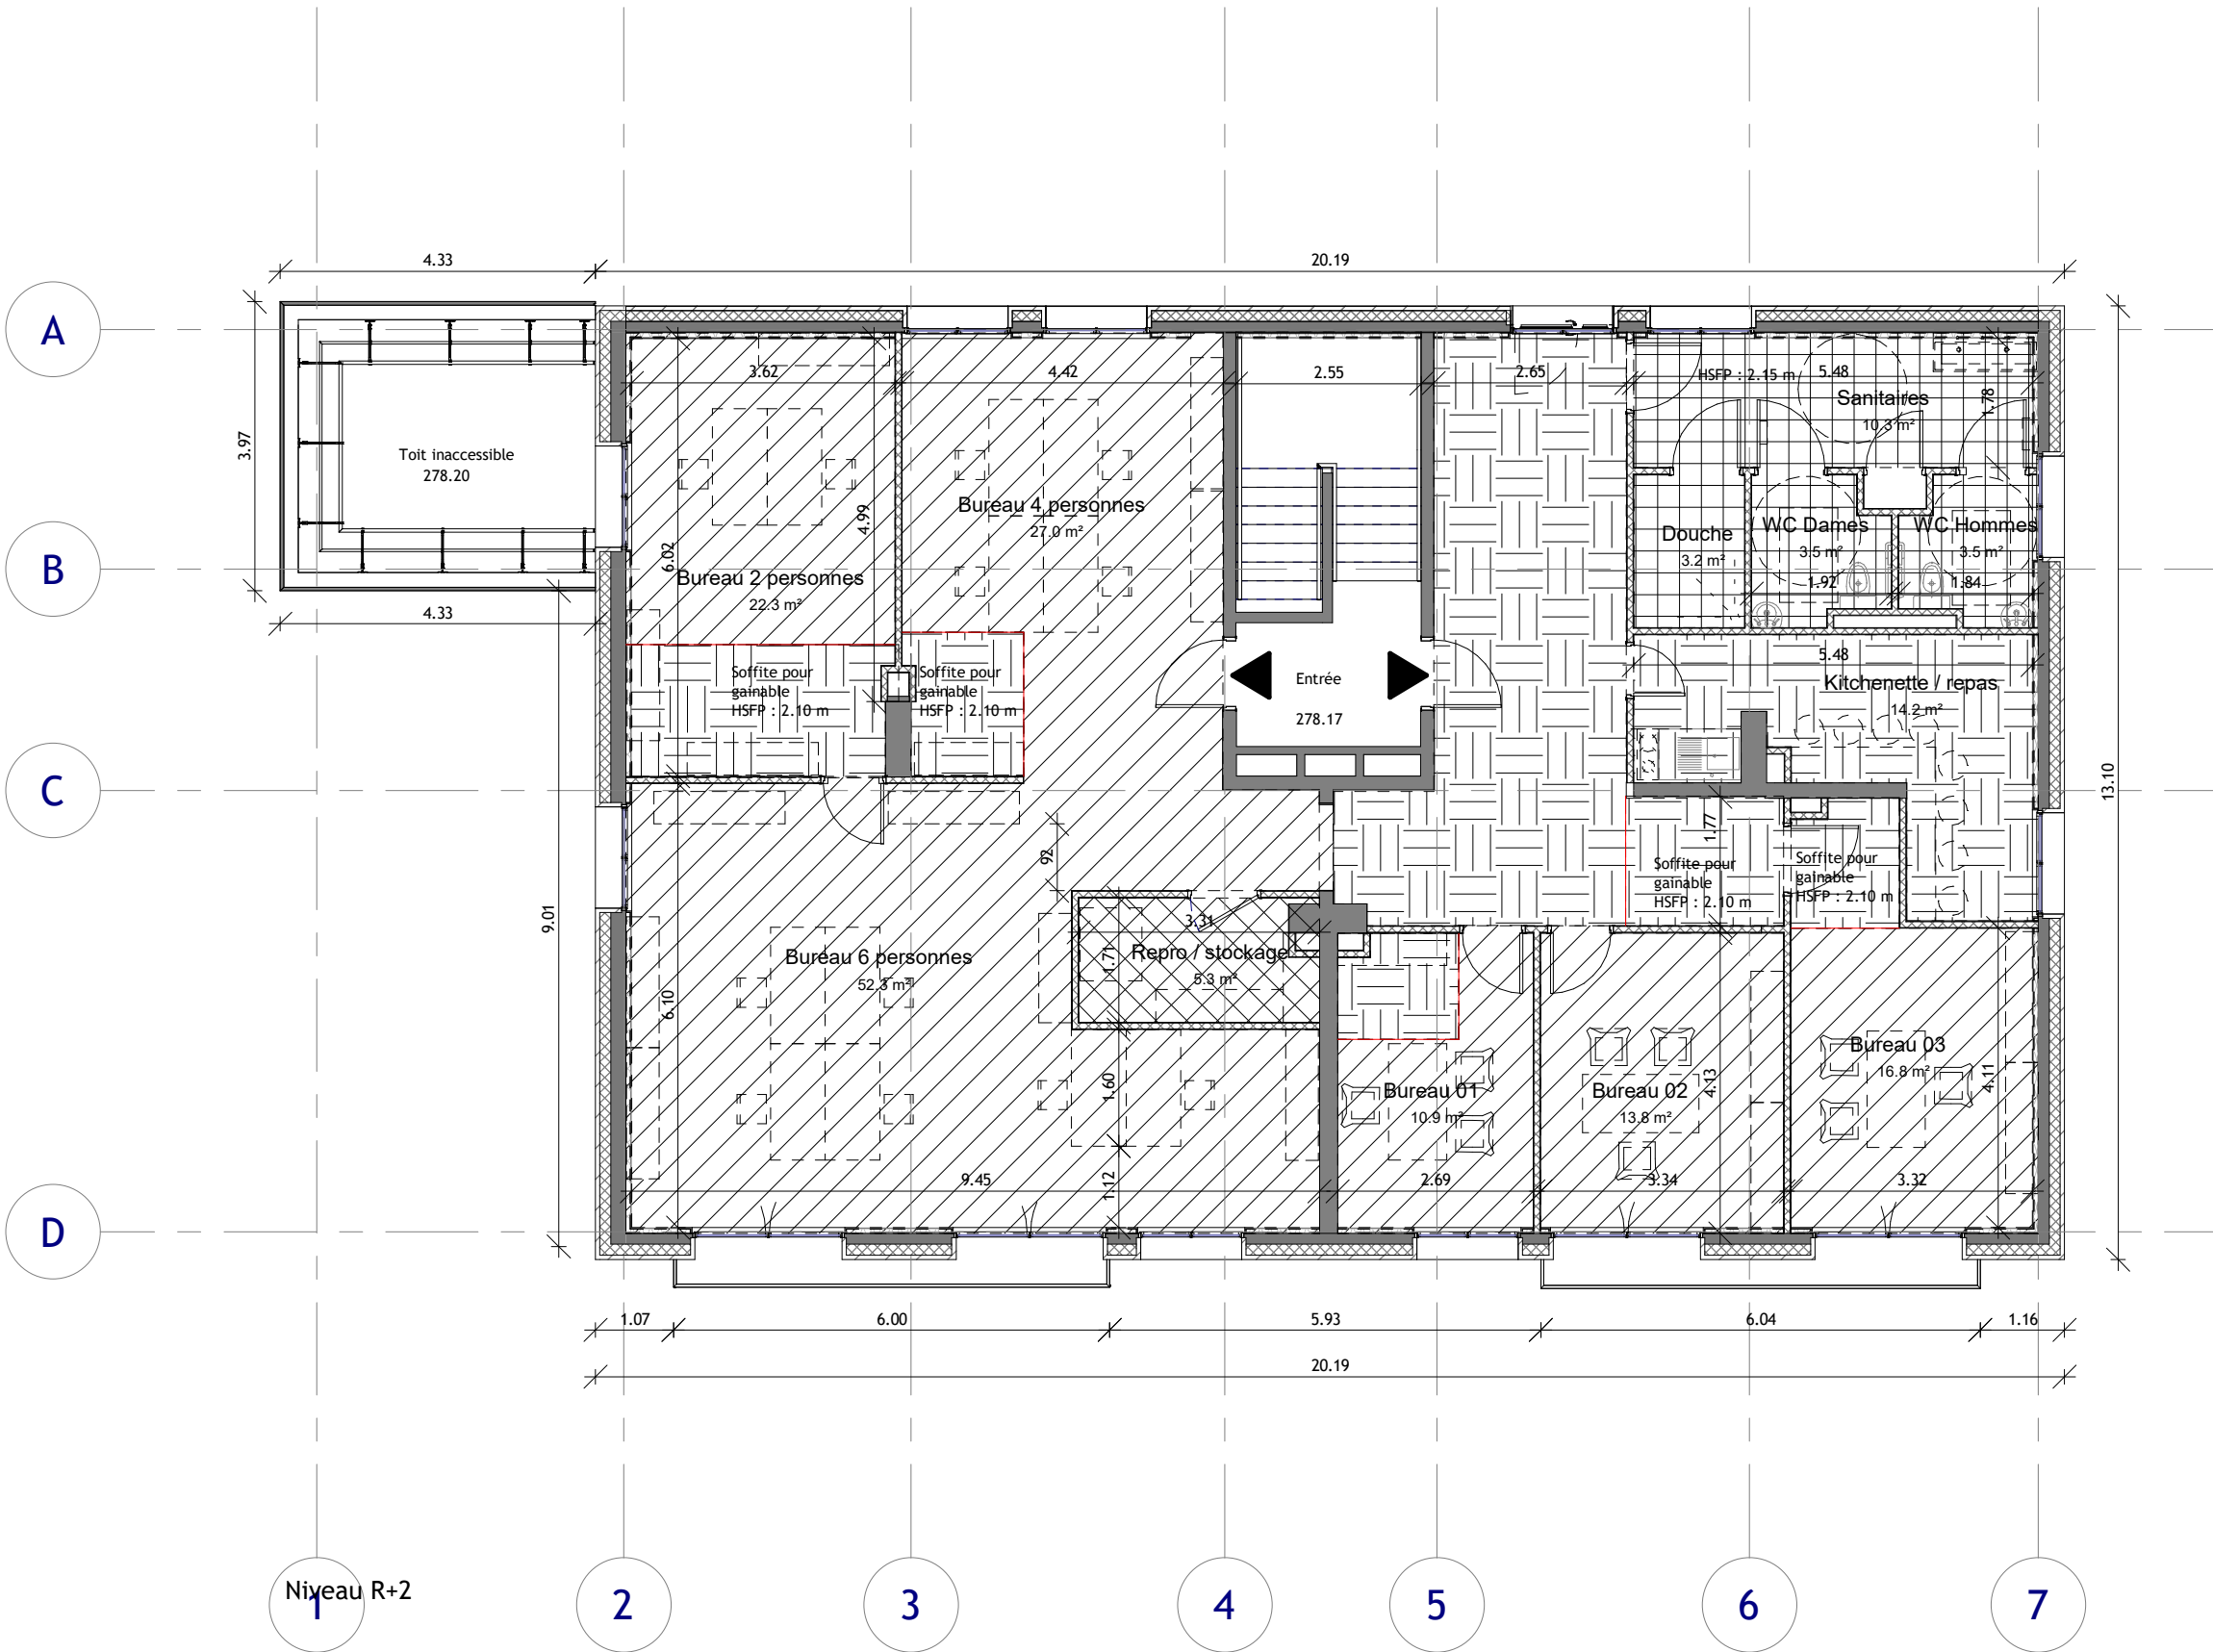 4.33
20.19
A
3.97
3.62
4.42
2.55
2.65
HSFP : 2.15 m
5.48
Sanitaires
10.3 m²
1.78
Toit inaccessible
278.20
4.99
Bureau 4 personnes
27.0 m²
Douche
3.2 m²
WC Dames
3.5 m²
WC Hommes
3.5 m²
B
6.02
Bureau 2 personnes
22.3 m²
1.92
1.84
4.33
Soffite pour
gainable
HSFP : 2.10 m
Soffite pour
gainable
HSFP : 2.10 m
Entrée
278.17
5.48
Kitchenette / repas
14.2 m²
C
13.10
92
1.77
Soffite pour
gainable
HSFP : 2.10 m
Soffite pour
gainable
HSFP : 2.10 m
9.01
3.31
Repro / stockage
5.3 m²
1.71
Bureau 6 personnes
52.3 m²
6.10
1.60
Bureau 01
10.9 m²
Bureau 02
13.8 m²
4.13
Bureau 03
16.8 m²
4.11
1.12
9.45
2.69
3.34
3.32
D
1.07
6.00
5.93
6.04
1.16
20.19
Niveau R+2
1
2
3
4
5
6
7